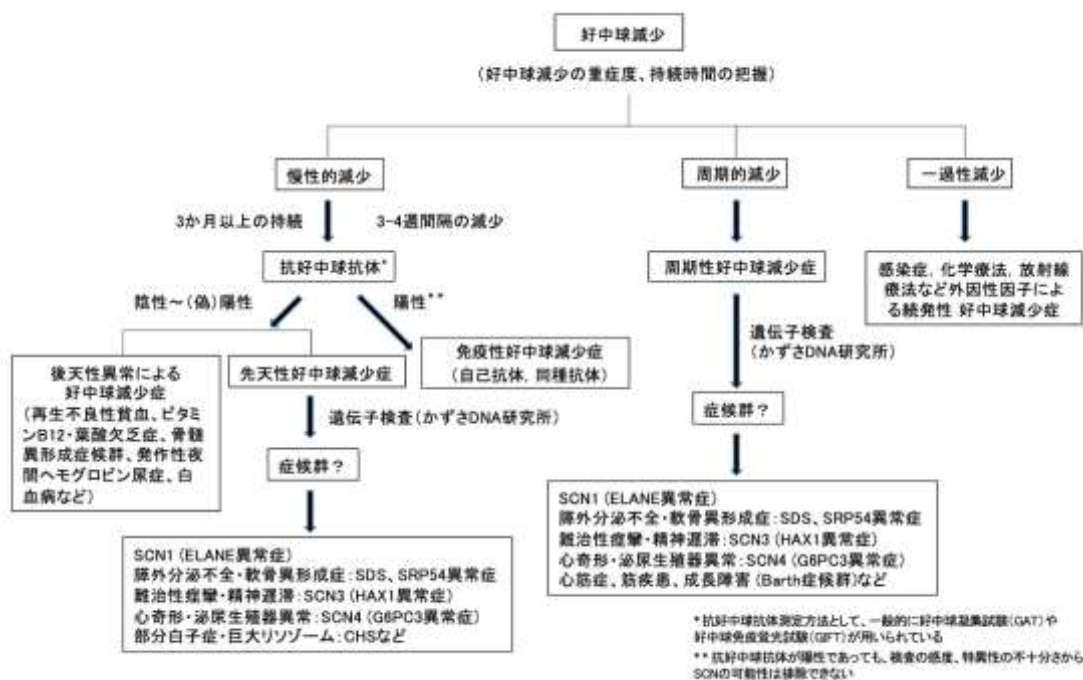 好中球減少
(好中球減少の重症度、持続時間の把握)
慢性的減少
周期的減少
一過性減少
3か月以上の持続
3-4週間隔の減少
抗好中球抗体*
周期性好中球減少症
感染症, 化学療法, 放射線
療法など外因性因子によ
る続発性 好中球減少症
陰性～(偽)陽性
陽性**
遺伝子検査
(かずさDNA研究所)
後天性異常による
好中球減少症
(再生不良性貧血、ビタミ
ンB12・葉酸欠乏症、骨髄
異形成症候群、発作性夜
間ヘモグロビン尿症、白
血病など)
先天性好中球減少症
免疫性好中球減少症
(自己抗体, 同種抗体)
遺伝子検査(かずさDNA研究所)
症候群?
症候群?
SCN1 (ELANE異常症)
膵外分泌不全・軟骨異形成症:SDS、SRP54異常症
難治性痙攣・精神遅滞:SCN3 (HAX1異常症)
心奇形・泌尿生殖器異常:SCN4 (G6PC3異常症)
部分白子症・巨大リソゾーム:CHSなど
SCN1 (ELANE異常症)
膵外分泌不全・軟骨異形成症:SDS、SRP54異常症
難治性痙攣・精神遅滞:SCN3 (HAX1異常症)
心奇形・泌尿生殖器異常:SCN4 (G6PC3異常症)
心筋症、筋疾患、成長障害 (Barth症候群)など
* 抗好中球抗体測定方法として、一般的に好中球凝集試験(GAT)や
好中球免疫蛍光試験(GIFT)が用いられている
** 抗好中球抗体が陽性であっても、検査の感度、特異性の不十分さから
SCNの可能性は排除できない